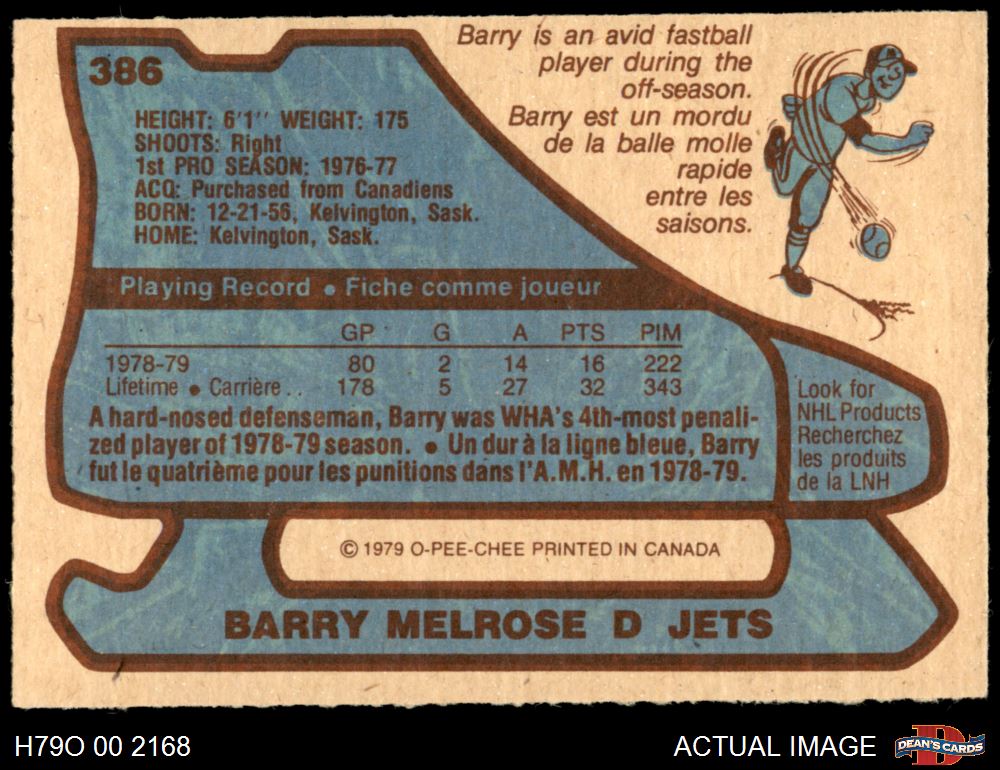 386
Barry is an avid fastball
player during the
off-season.
Barry est un mordu
de la balle molle
rapide
entre les
saisons.
HEIGHT: 6'1'' WEIGHT: 175
SHOOTS: Right
1st PRO SEASON: 1976-77
ACQ: Purchased from Canadiens
BORN: 12-21-56, Kelvington, Sask.
HOME: Kelvington, Sask.
Playing Record • Fiche comme joueur
GP G A PTS PIM
1978-79 80 2 14 16 222
Lifetime • Carrière.. 178 5 27 32 343
A hard-nosed defenseman, Barry was WHA's 4th-most penali-
zed player of 1978-79 season. • Un dur à la ligne bleue, Barry
fut le quatrième pour les punitions dans l'A.M.H. en 1978-79.
Look for
NHL Products
Recherchez
les produits
de la LNH
© 1979 O-PEE-CHEE PRINTED IN CANADA
BARRY MELROSE D JETS
H79O 00 2168
ACTUAL IMAGE
D
DEAN'S CARDS